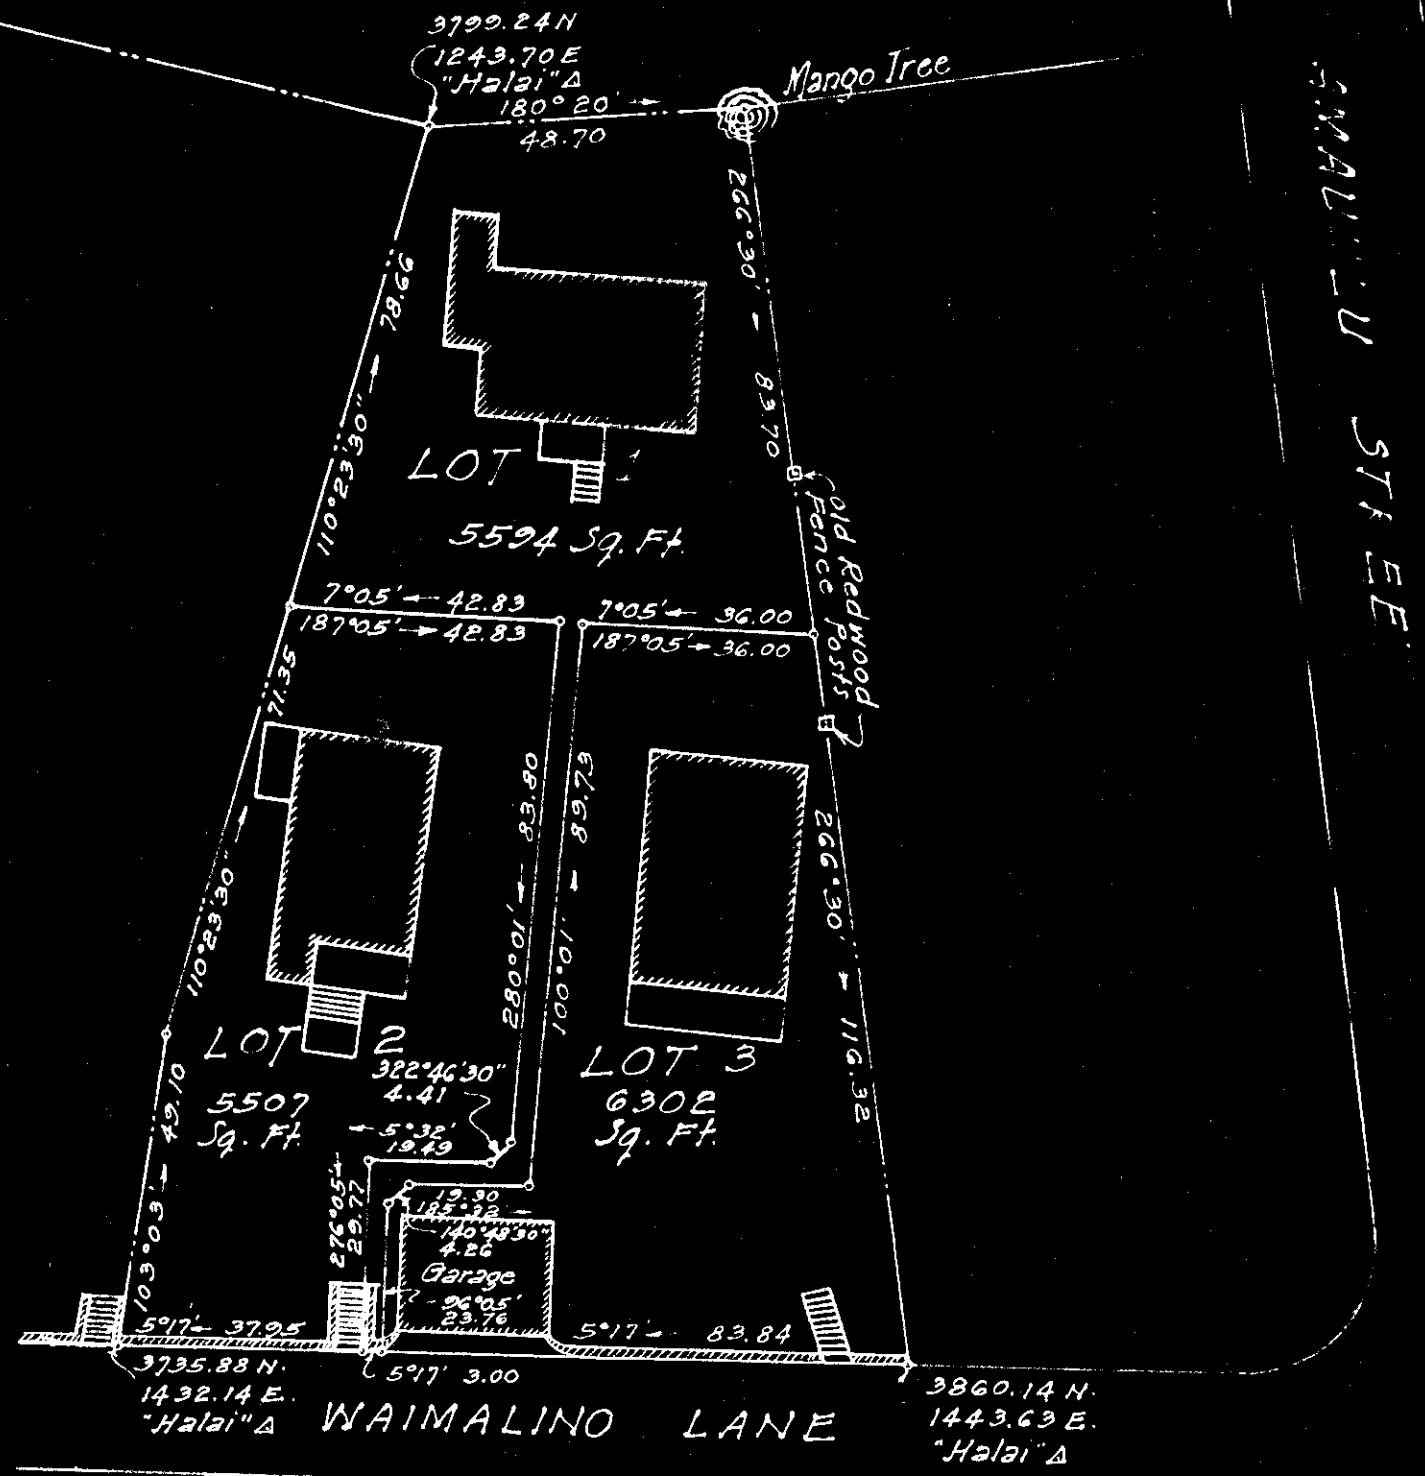 3799.24 N
1243.70 E
"Halai" Δ
180° 20'
48.70
Mango Tree
266° 30' 83.70
110° 23' 30" 78.66
LOT 1
5594 Sq. Ft.
Old Redwood
Fence Posts
7° 05' 42.83
187° 05' 42.83
7° 05' 36.00
187° 05' 36.00
STREE
110° 23' 30" 71.35
280° 01' 83.80
100° 01' 89.73
266° 30' 116.32
LOT 2
5507
Sq. Ft.
LOT 3
6302
Sq. Ft.
322° 46' 30"
4.41
5° 32'
19.49
276° 05'
29.77
19.30
185° 32'
140° 48' 30"
4.26
Garage
96° 05'
23.76
103° 03' 49.10
5° 17' 37.95
5° 17' 83.84
5° 17' 3.00
3735.88 N.
1432.14 E.
"Halai" Δ
WAIMALINO LANE
3860.14 N.
1443.63 E.
"Halai" Δ